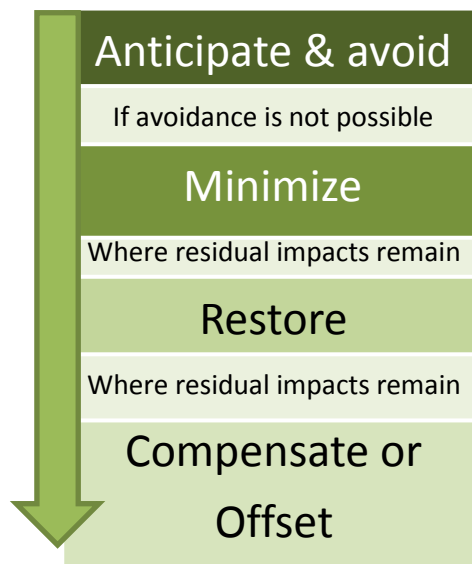 Anticipate & avoid
If avoidance is not possible
Minimize
Where residual impacts remain
Restore
Where residual impacts remain
Compensate or
Offset